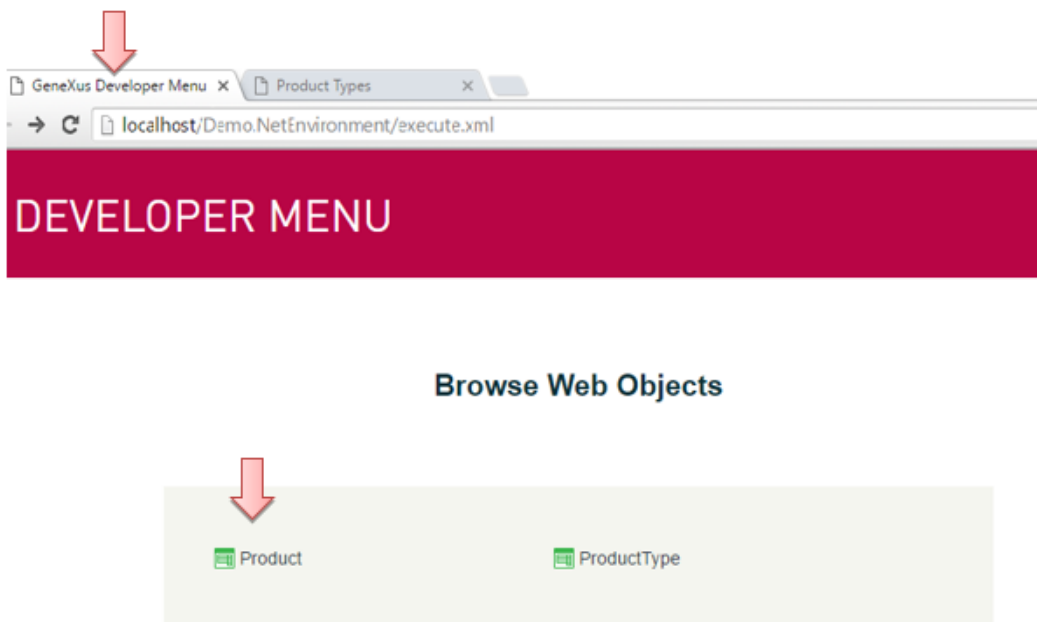 GeneXus Developer Menu
Product Types
localhost/Demo.NetEnvironment/execute.xml
DEVELOPER MENU
Browse Web Objects
Product
ProductType